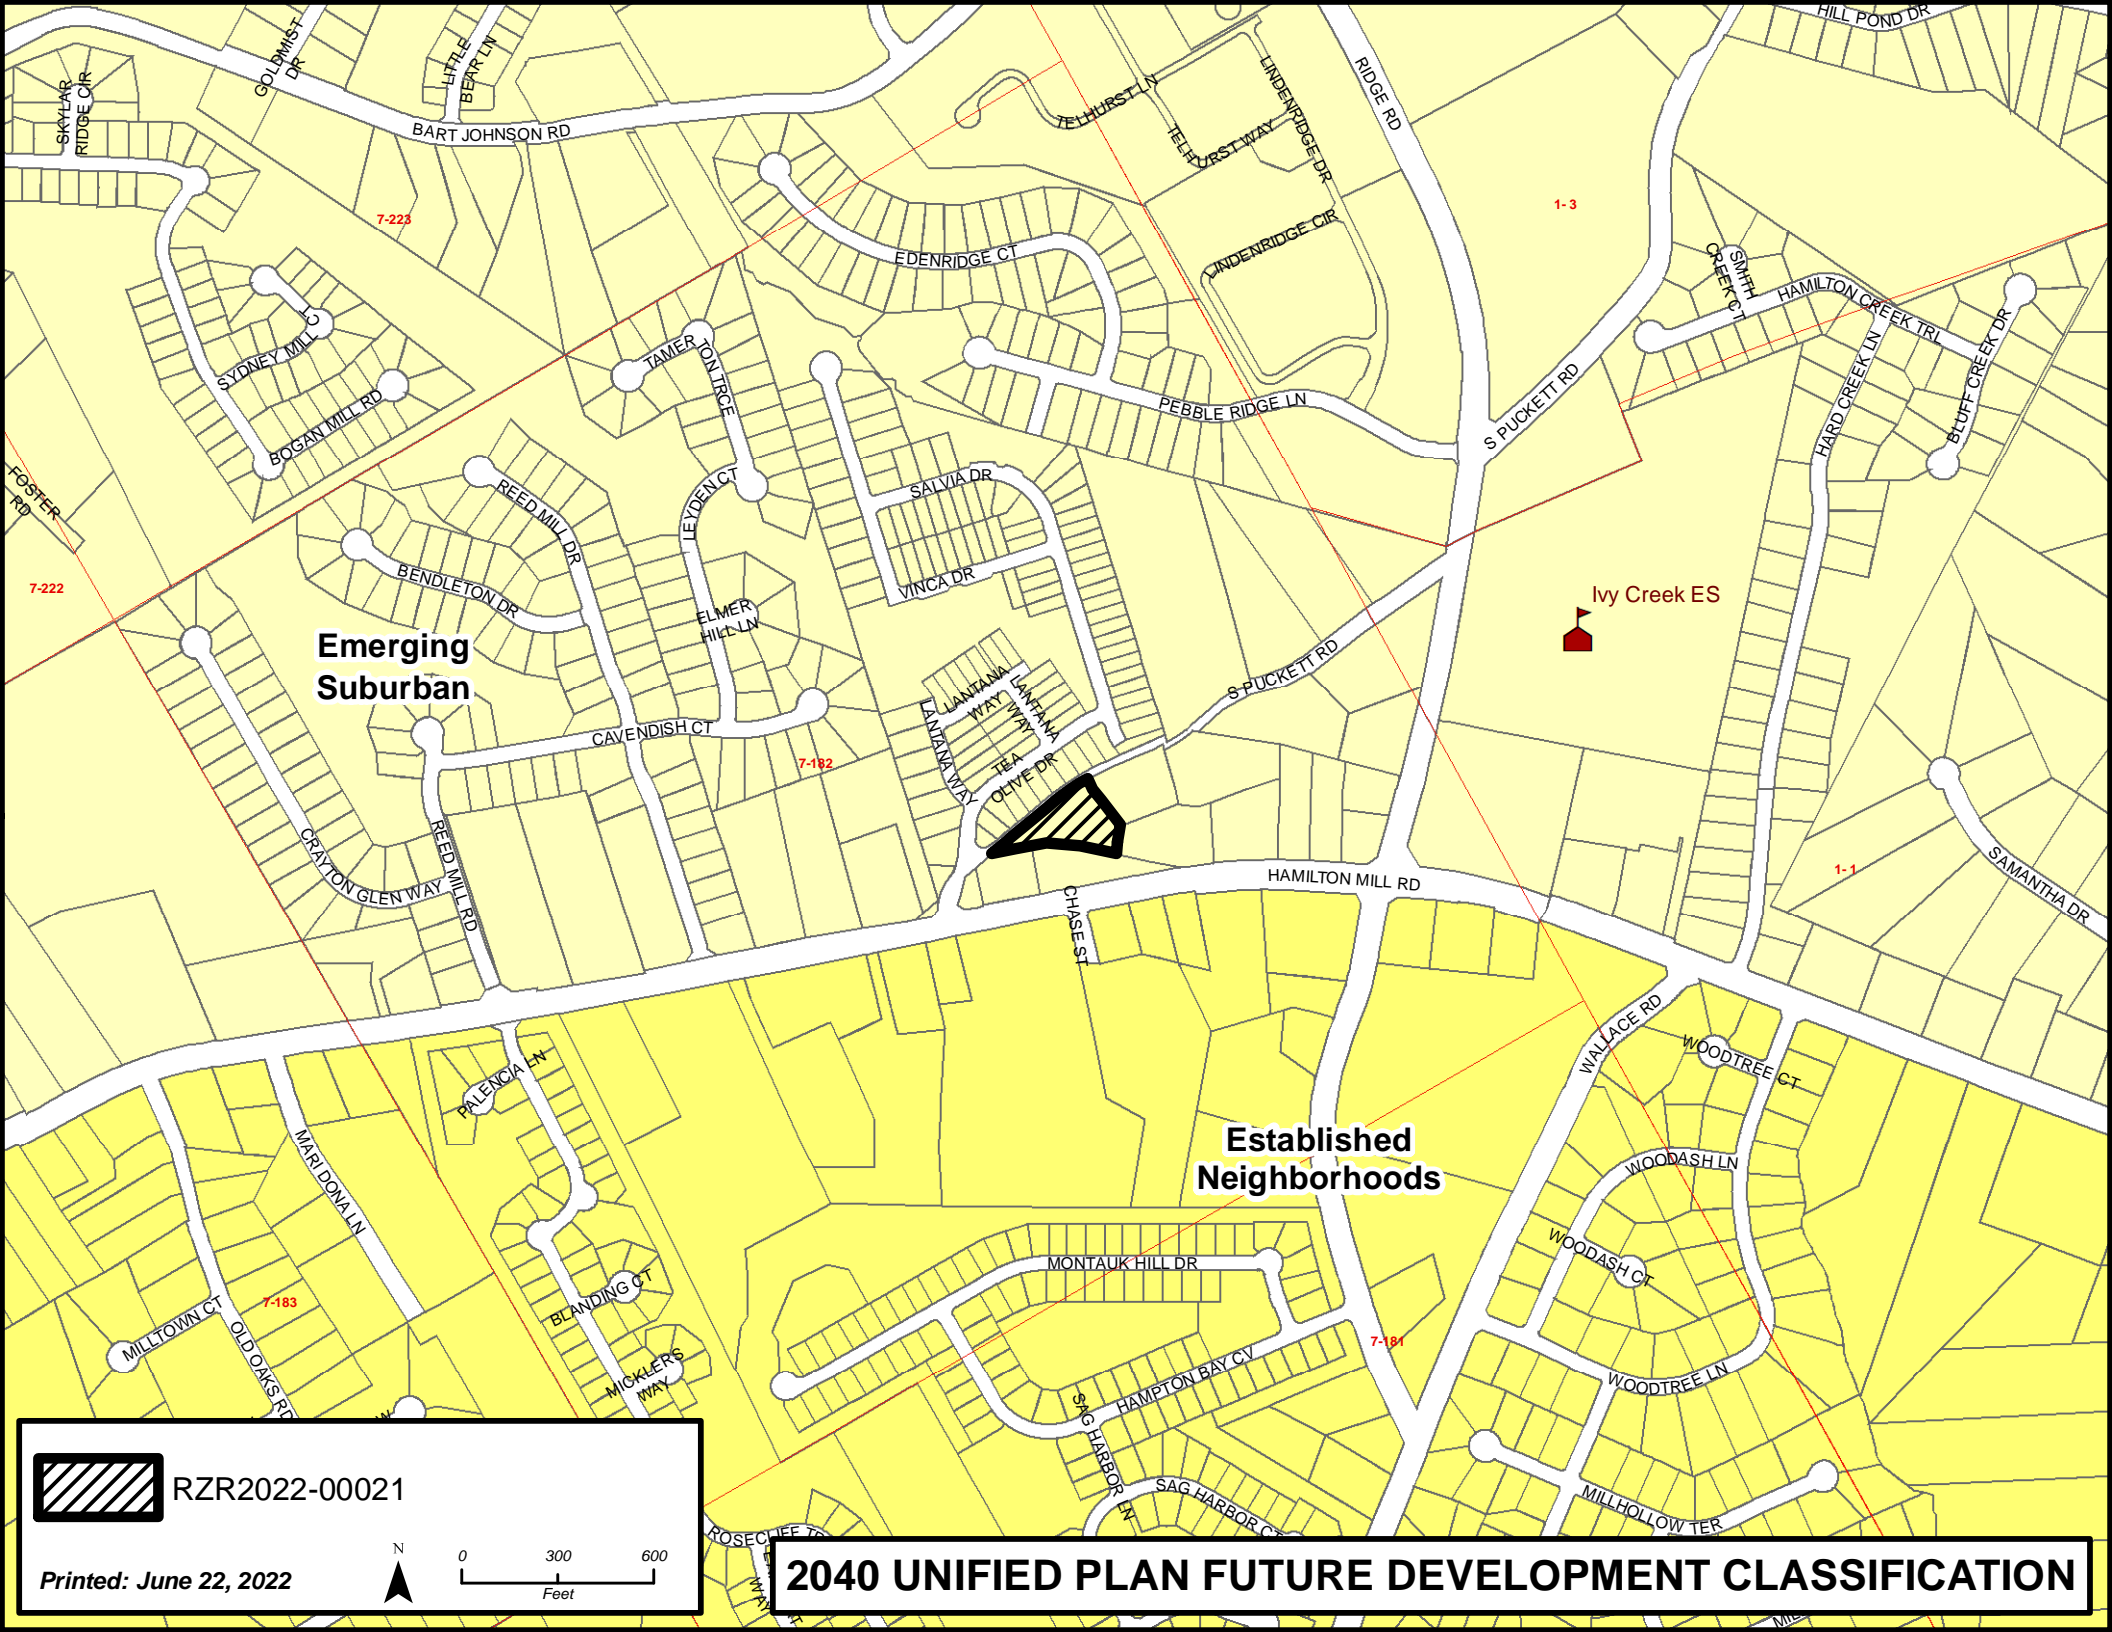 HILL POND DR
GOLDMIST
DR
LITTLE
BEAR LN
SKYLAR
RIDGE CIR
BART JOHNSON RD
TELHURST LN
TELHURST WAY
LINDENRIDGE DR
LINDENRIDGE CIR
RIDGE RD
7-223
1- 3
EDENRIDGE CT
SMITH
CREEK CT
HAMILTON CREEK TRL
HARD CREEK LN
BLUFF CREEK DR
SYDNEY MILL CT
BOGAN MILL RD
TAMER
TON TRCE
PEBBLE RIDGE LN
S PUCKETT RD
FOSTER
RD
REED MILL DR
LEYDEN CT
SALVIA DR
VINCA DR
BENDLETON DR
7-222
ELMER
HILL LN
Ivy Creek ES
Emerging
Suburban
S PUCKETT RD
LANTANA
WAY
LANTANA
WAY
LANTANA WAY
CAVENDISH CT
7-182
TEA
OLIVE DR
CRAYTON GLEN WAY
REED MILL RD
HAMILTON MILL RD
CHASE ST
1- 1
SAMANTHA DR
WALLACE RD
WOODTREE CT
PALENCIA LN
MARI DONA LN
Established
Neighborhoods
WOODASH LN
WOODASH CT
MONTAUK HILL DR
BLANDING CT
7-183
MILLTOWN CT
OLD OAKS RD
MICKLERS
WAY
7-181
HAMPTON BAY CV
WOODTREE LN
SAG HARBOR LN
SAG HARBOR CT
MILLHOLLOW TER
ROSECLIFF
RZR2022-00021
Printed: June 22, 2022
N
0 300 600
Feet
2040 UNIFIED PLAN FUTURE DEVELOPMENT CLASSIFICATION